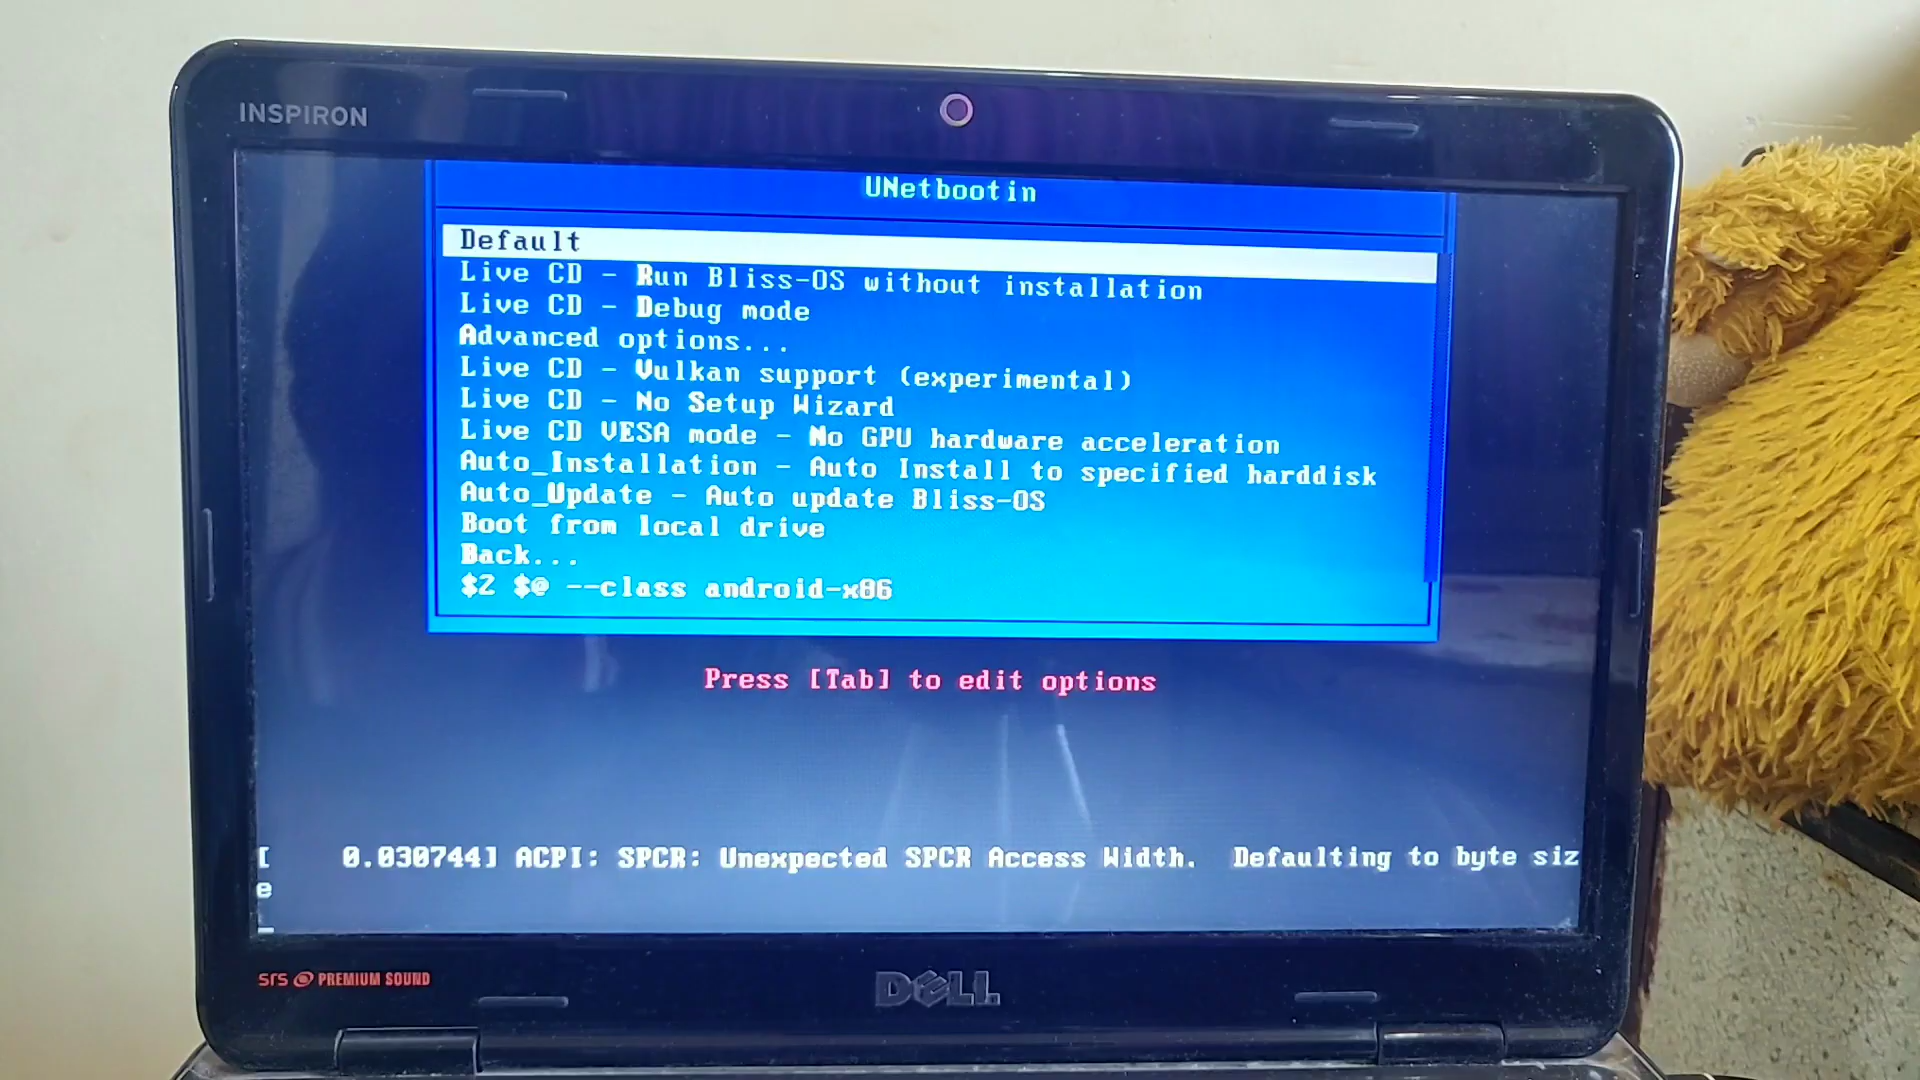 INSPIRON
UNetbootin
Default
Live CD - Run Bliss-OS without installation
Live CD - Debug mode
Advanced options...
Live CD - Vulkan support (experimental)
Live CD - No Setup Wizard
Live CD VESA mode - No GPU hardware acceleration
Auto_Installation - Auto Install to specified harddisk
Auto_Update - Auto update Bliss-OS
Boot from local drive
Back...
$2 $@ --class android-x86
Press [Tab] to edit options
[    0.030744] ACPI: SPCR: Unexpected SPCR Access Width.  Defaulting to byte siz
e
_
srs PREMIUM SOUND
DELL